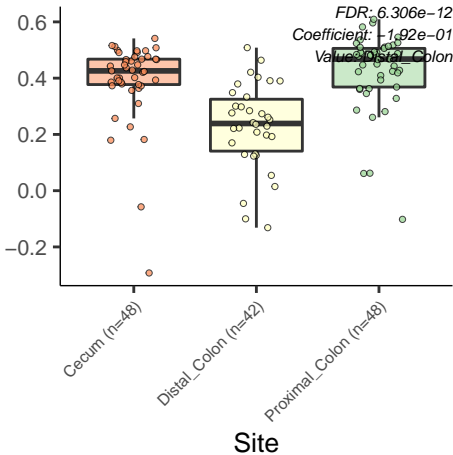 FDR: 6.306e−12
Coefficient: −1.92e−01
Value: Distal_Colon
0.6
0.4
0.2
0.0
−0.2
Cecum (n=48)
Distal_Colon (n=42)
Proximal_Colon (n=48)
Site